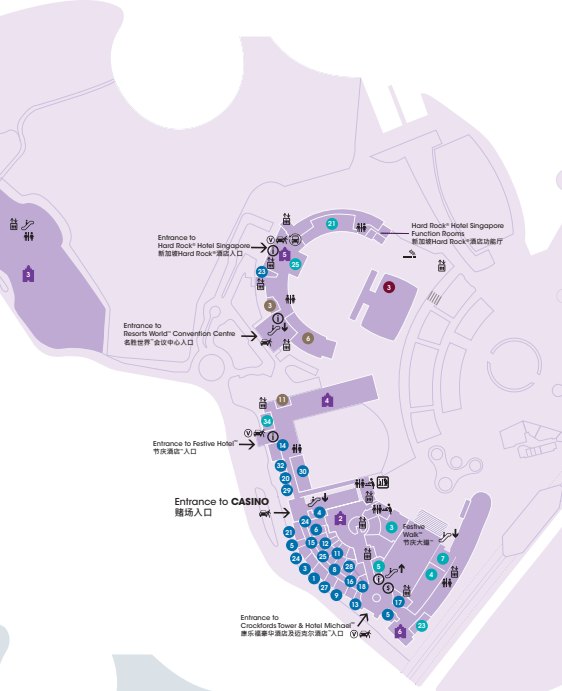 21
Hard Rock® Hotel Singapore
Function Rooms
新加坡Hard Rock®酒店功能厅
Entrance to
Hard Rock® Hotel Singapore
新加坡Hard Rock®酒店入口
V
i
5
25
23
3
3
3
i
6
Entrance to
Resorts World™ Convention Centre
名胜世界™会议中心入口
11
4
34
V
i
Entrance to Festive Hotel™
节庆酒店™入口
14
32
30
20
29
Entrance to CASINO
赌场入口
4
2
24
6
3
Festive
Walk™
节庆大道™
21
5
15
12
24
25
11
7
3
8
28
5
4
1
16
i
27
18
$
9
13
17
5
Entrance to
Crockfords Tower & Hotel Michael™
康乐福豪华酒店及迈克尔酒店™入口
V
6
23